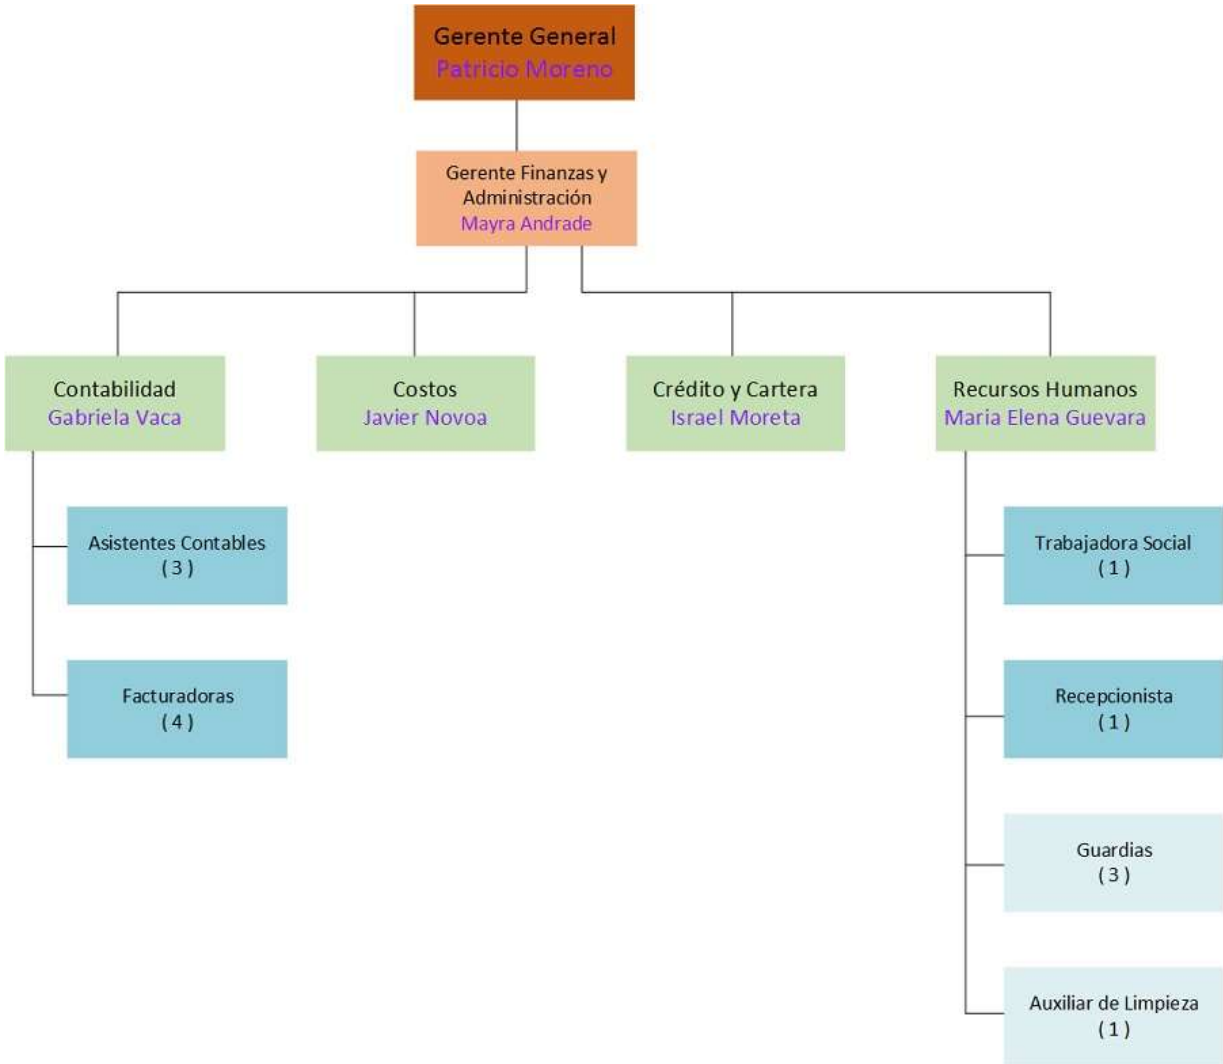 Gerente General
Patricio Moreno
Gerente Finanzas y
Administración
Mayra Andrade
Contabilidad
Gabriela Vaca
Costos
Javier Novoa
Crédito y Cartera
Israel Moreta
Recursos Humanos
Maria Elena Guevara
Asistentes Contables
( 3 )
Facturadoras
( 4 )
Trabajadora Social
( 1 )
Recepcionista
( 1 )
Guardias
( 3 )
Auxiliar de Limpieza
( 1 )